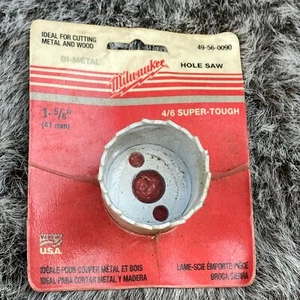 IDEAL FOR CUTTING
METAL AND WOOD
49-56-0090
BI-METAL
Milwaukee
HOLE SAW
1-5/8"
(41 mm)
4/6 SUPER-TOUGH
U.S.A.
IDÉALE POUR COUPER MÉTAL ET BOIS
IDEAL PARA CORTAR METAL Y MADERA
LAME-SCIE EMPORTE-PIÈCE
BROCA SIERRA